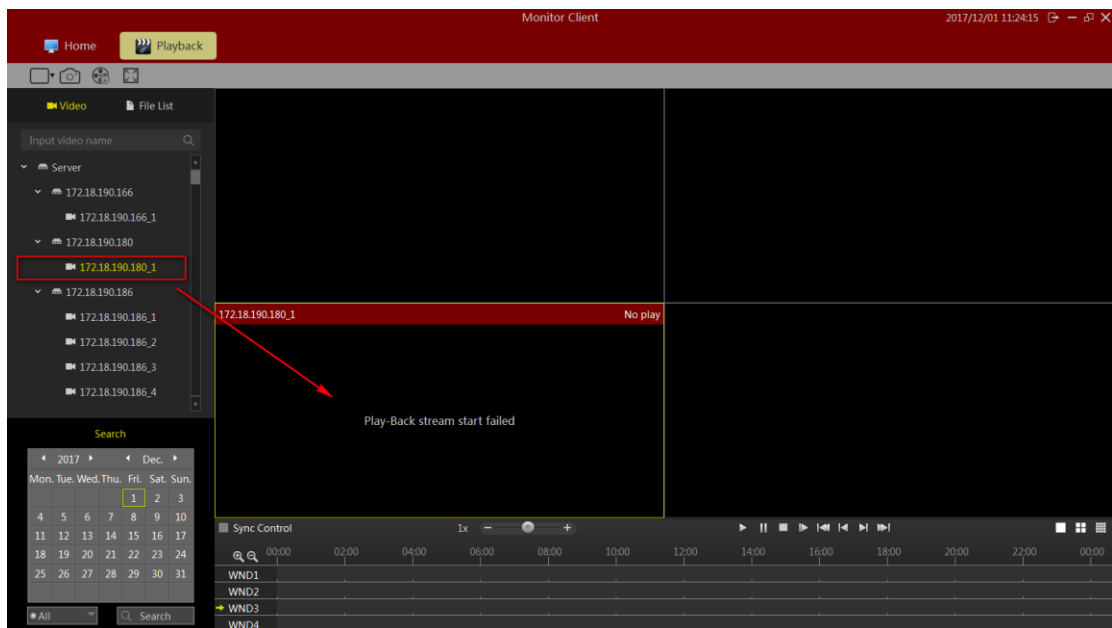 Monitor Client
2017/12/01 11:24:15
Home
Playback
Video
File List
Input video name
Server
172.18.190.166
172.18.190.166_1
172.18.190.180
172.18.190.180_1
172.18.190.186
172.18.190.186_1
172.18.190.186_2
172.18.190.186_3
172.18.190.186_4
172.18.190.180_1 No play
Play-Back stream start failed
Search
2017 Dec.
Mon. Tue. Wed. Thu. Fri. Sat. Sun.
1 2 3
4 5 6 7 8 9 10
11 12 13 14 15 16 17
18 19 20 21 22 23 24
25 26 27 28 29 30 31
All
Search
Sync Control 1x
00:00 02:00 04:00 06:00 08:00 10:00 12:00 14:00 16:00 18:00 20:00 22:00 00:00
WND1
WND2
WND3
WND4